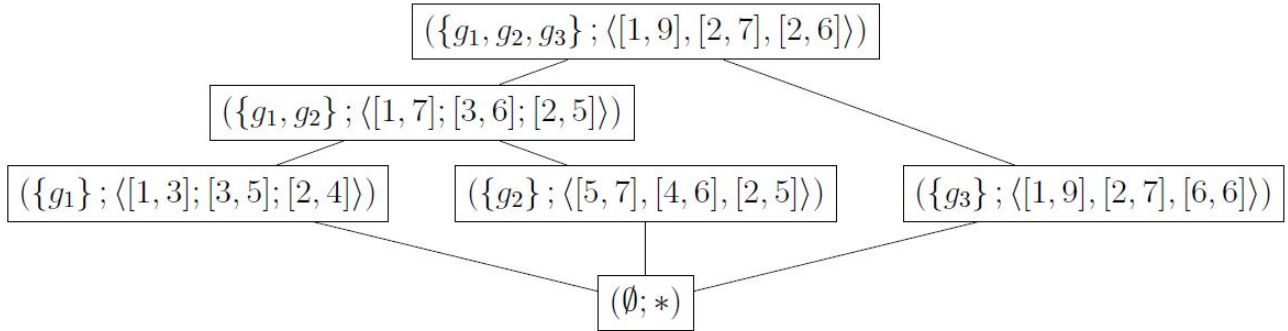 ({g₁, g₂, g₃} ; ⟨[1, 9], [2, 7], [2, 6]⟩)
({g₁, g₂} ; ⟨[1, 7]; [3, 6]; [2, 5]⟩)
({g₁} ; ⟨[1, 3]; [3, 5]; [2, 4]⟩) ({g₂} ; ⟨[5, 7], [4, 6], [2, 5]⟩) ({g₃} ; ⟨[1, 9], [2, 7], [6, 6]⟩)
(∅; ∗)